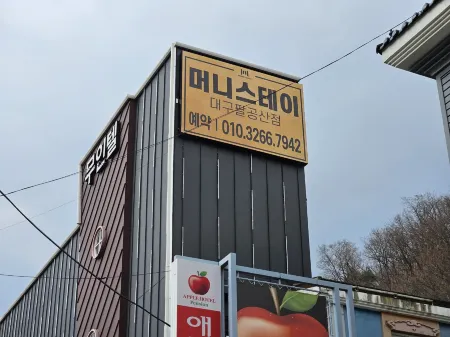 머니스테이
대구팔공산점
예약 | 010.3266.7942
무인텔
APPLE HOTEL
애